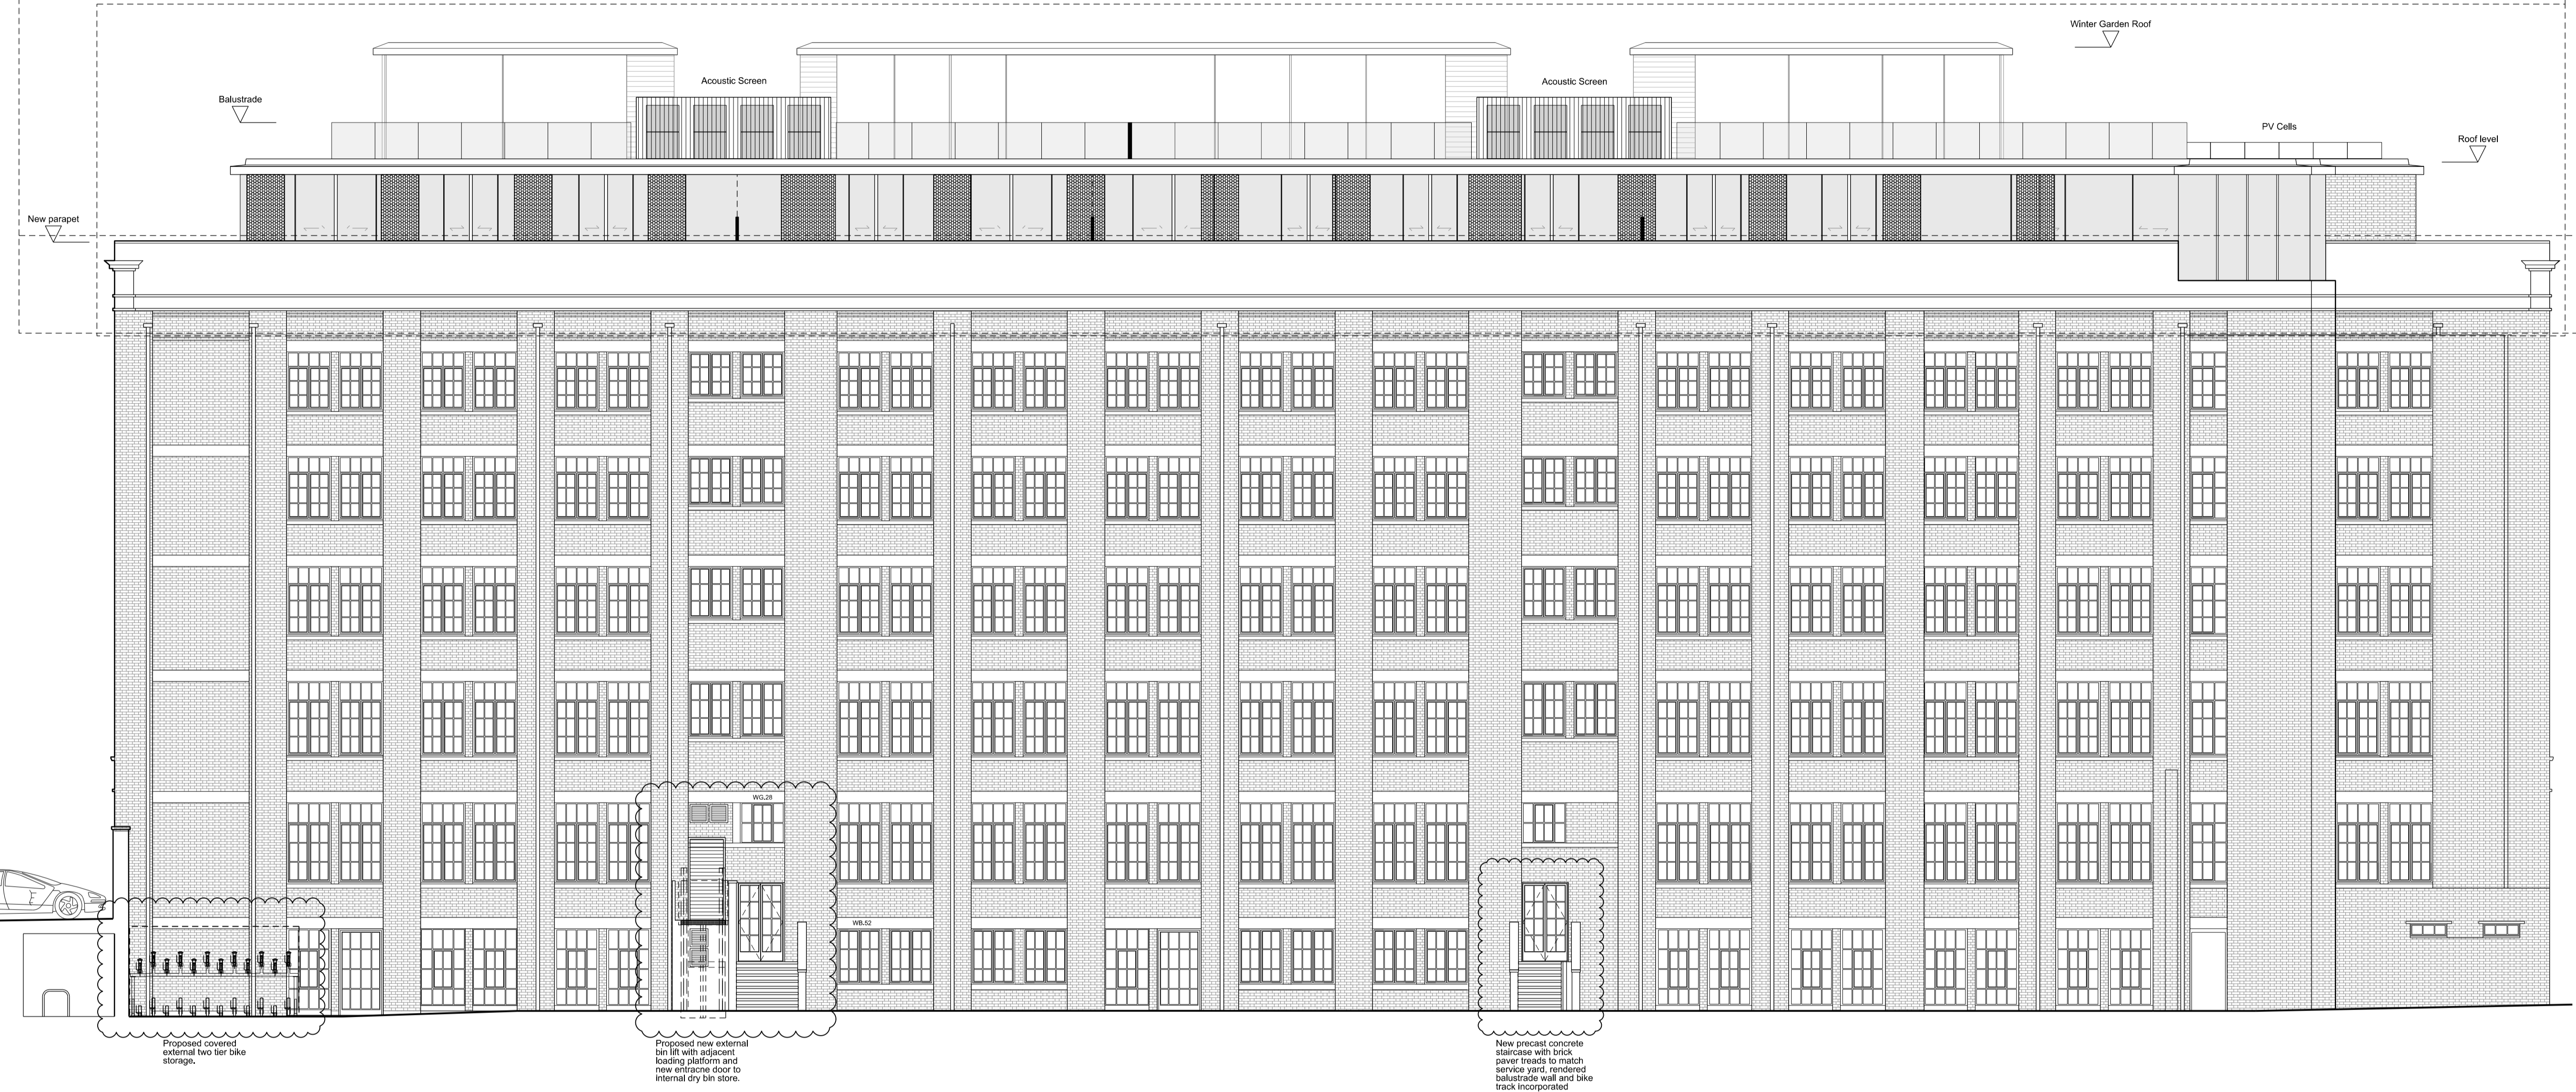 Winter Garden Roof
Acoustic Screen
Acoustic Screen
Balustrade
PV Cells
Roof level
New parapet
WG.28
WB.52
Proposed covered
external two tier bike
storage.
Proposed new external
bin lift with adjacent
loading platform and
new entracne door to
internal dry bin store.
New precast concrete
staircase with brick
paver treads to match
service yard, rendered
balustrade wall and bike
track incorporated